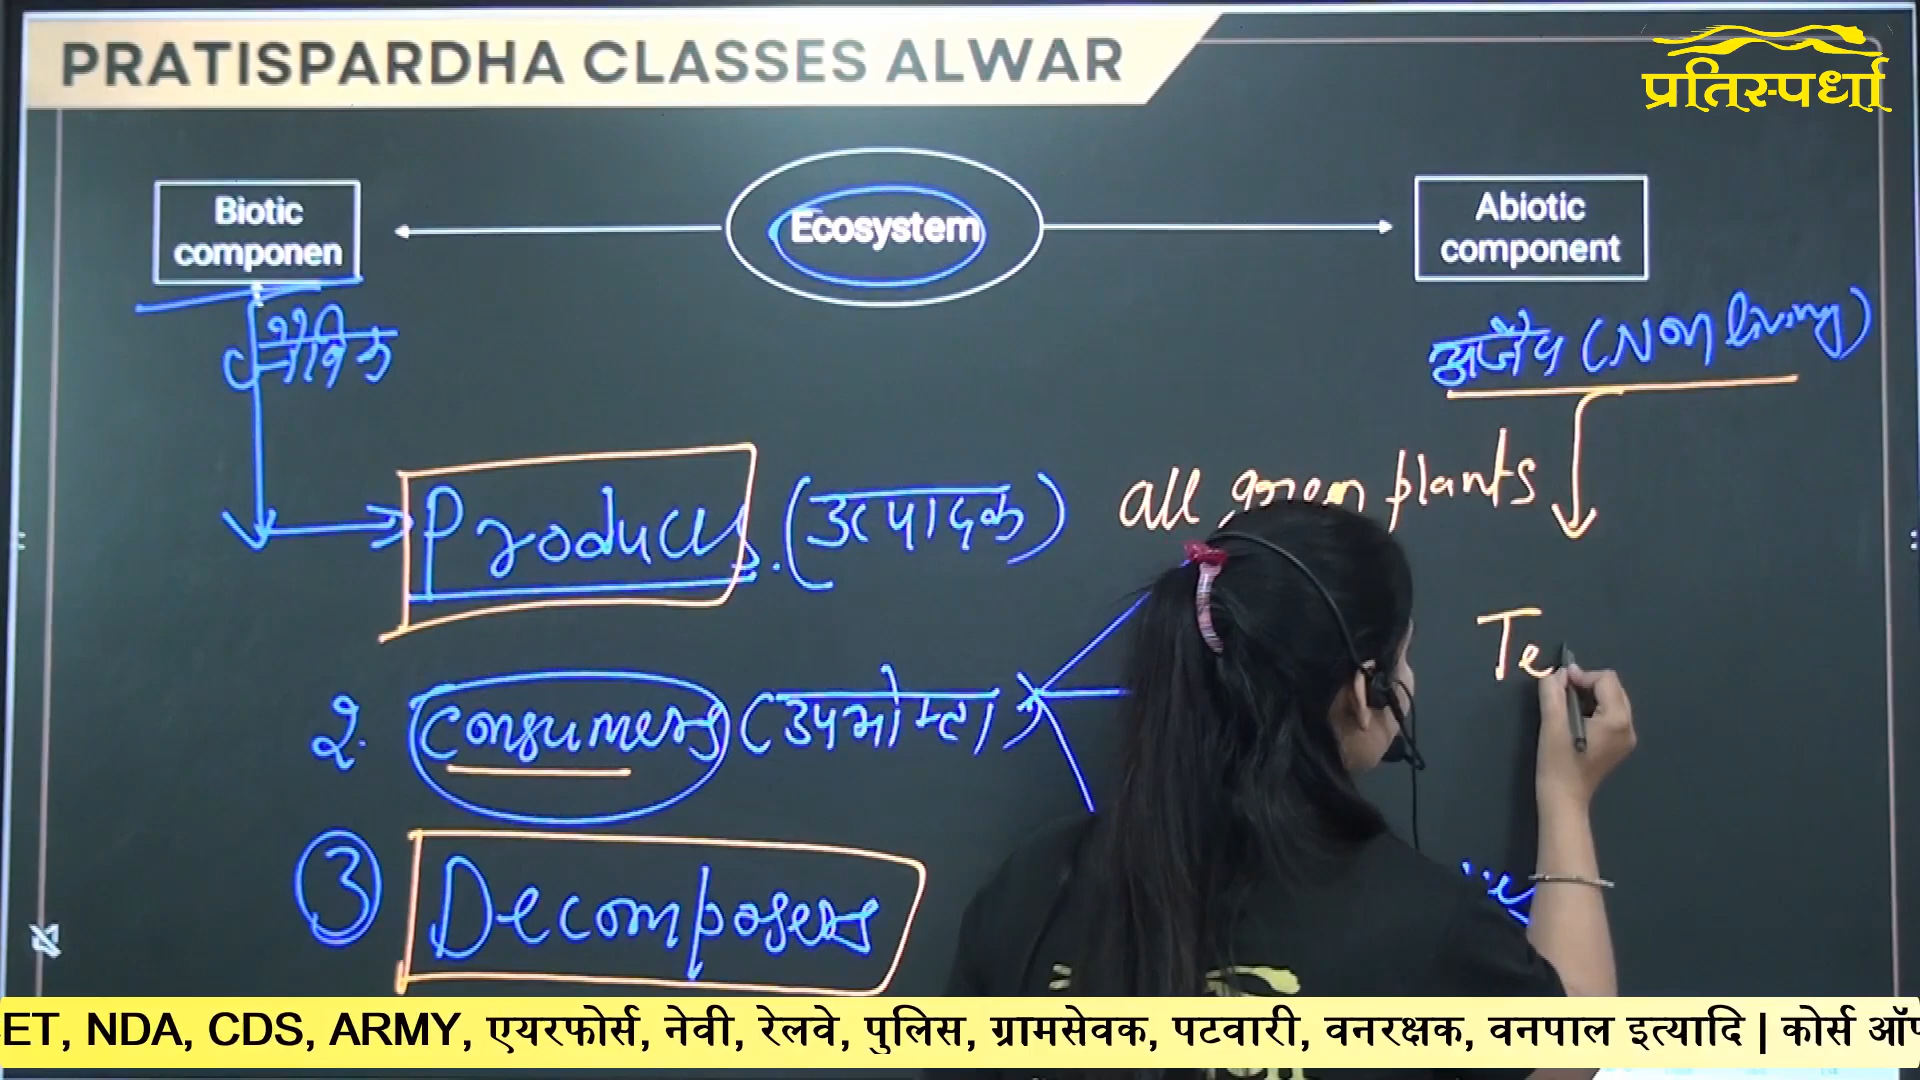 PRATISPARDHA CLASSES ALWAR
प्रतिस्पर्धा
Biotic
componen
Ecosystem
Abiotic
component
जैविक
अजैव (Non living)
all green plants
(उत्पादक)
Te
2. Consumers (उपभोक्ता)
3 Decomposers
ET, NDA, CDS, ARMY, एयरफोर्स, नेवी, रेलवे, पुलिस, ग्रामसेवक, पटवारी, वनरक्षक, वनपाल इत्यादि | कोर्स ऑ